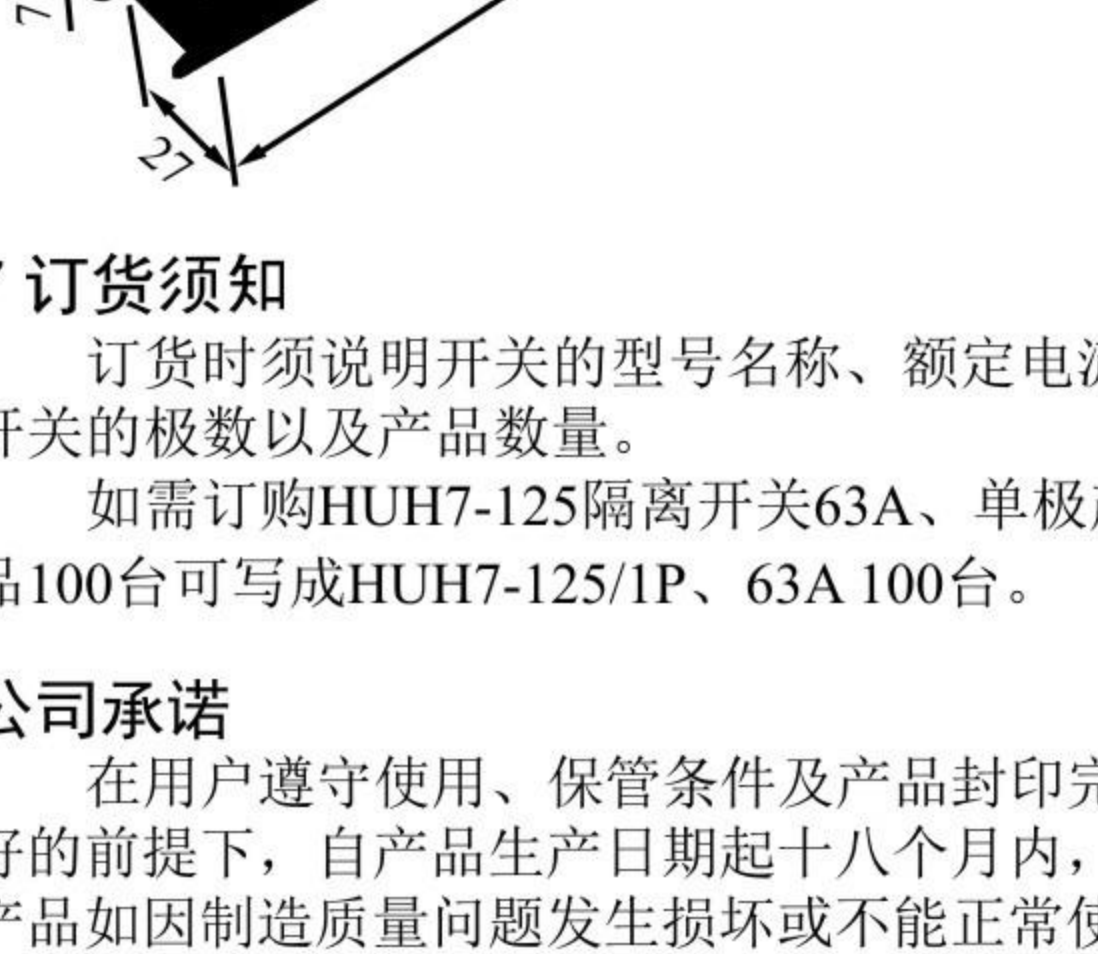 7
27
7 订货须知
订货时须说明开关的型号名称、额定电流
开关的极数以及产品数量。
如需订购HUH7-125隔离开关63A、单极产
品100台可写成HUH7-125/1P、63A 100台。
公司承诺
在用户遵守使用、保管条件及产品封印完
好的前提下，自产品生产日期起十八个月内，
产品如因制造质量问题发生损坏或不能正常使